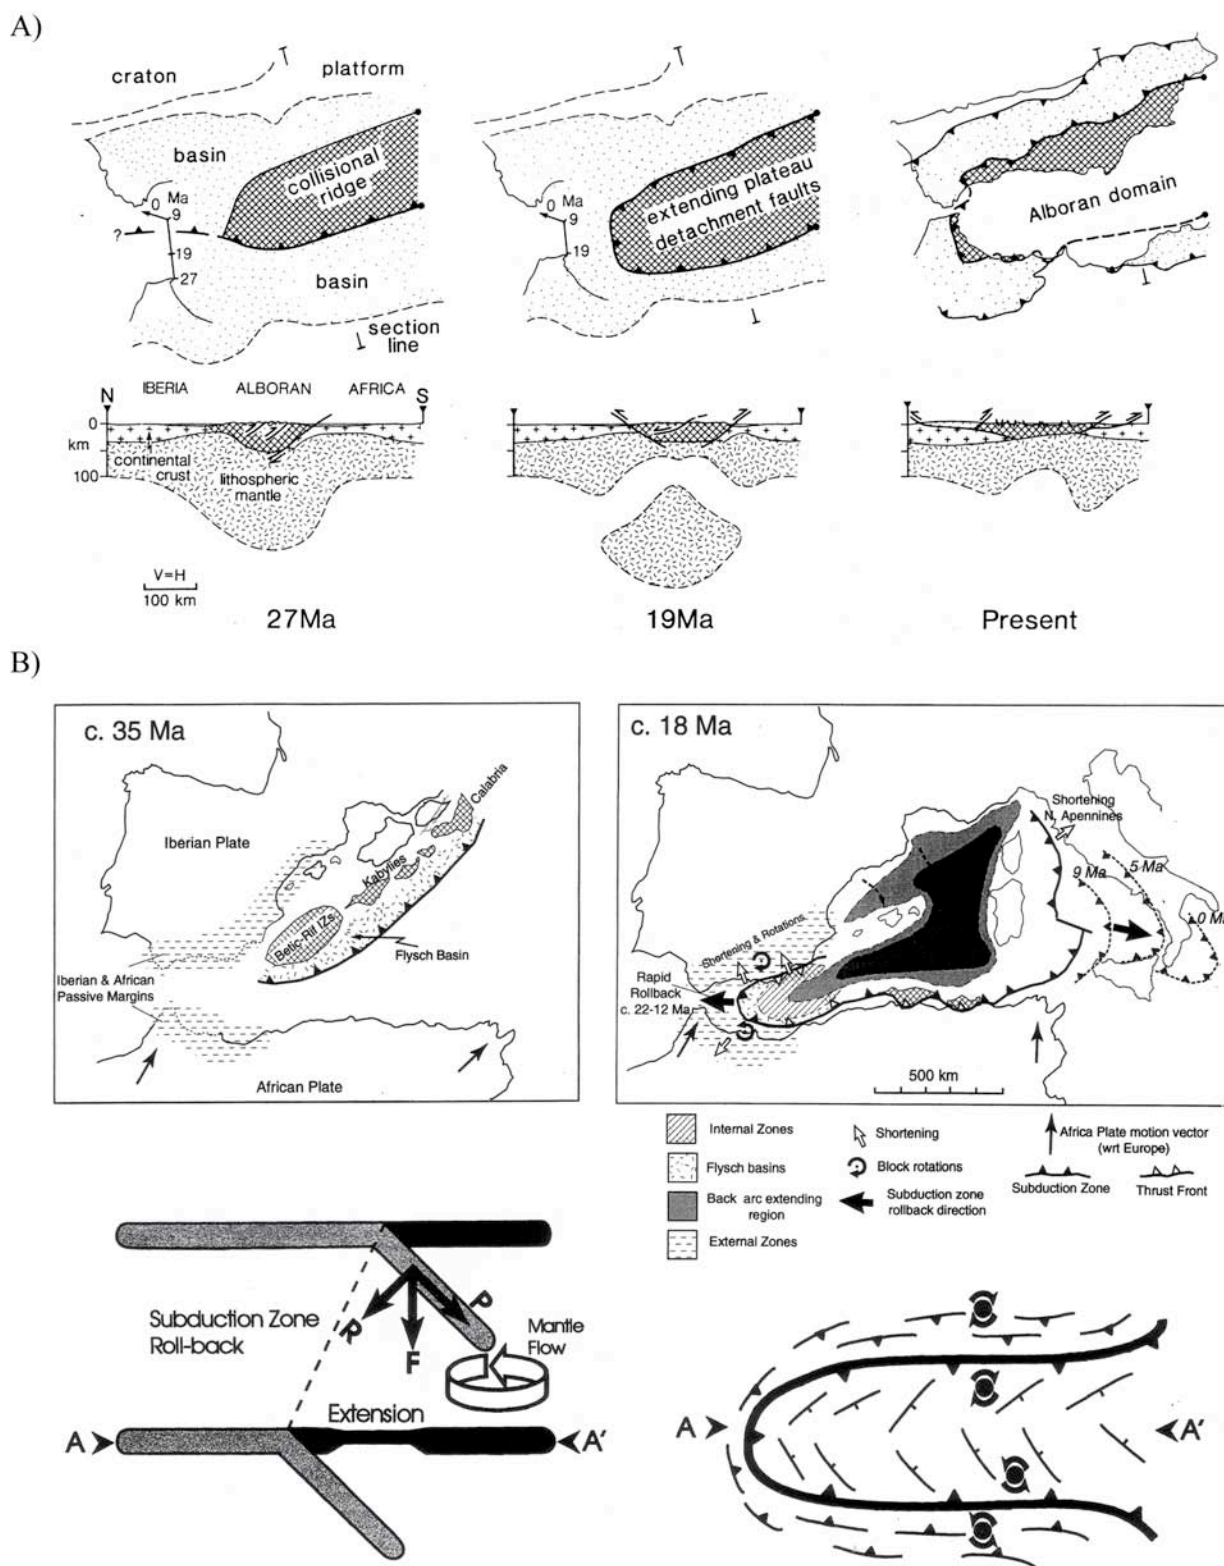 A)
craton
platform
basin
collisional
ridge
0 Ma
9
?
19
27
basin
section
line
extending plateau
detachment faults
0 Ma
9
19
Alboran domain
N
IBERIA
ALBORAN
AFRICA
S
0
km
100
continental
crust
lithospheric
mantle
V=H
100 km
27Ma
19Ma
Present
B)
c. 35 Ma
Iberian Plate
Calabria
Kabylies
Betic-Rif IZs
Flysch Basin
Iberian & African
Passive Margins
African Plate
c. 18 Ma
Shortening
N. Apennines
9 Ma
5 Ma
0 M
Shortening & Rotations
Rapid
Rollback
c. 22-12 Ma
500 km
Internal Zones
Flysch basins
Back arc extending
region
External Zones
Shortening
Block rotations
Subduction zone
rollback direction
Africa Plate motion vector
(wrt Europe)
Subduction Zone
Thrust Front
Subduction Zone
Roll-back
R
F
P
Mantle
Flow
Extension
A
A'
A
A'